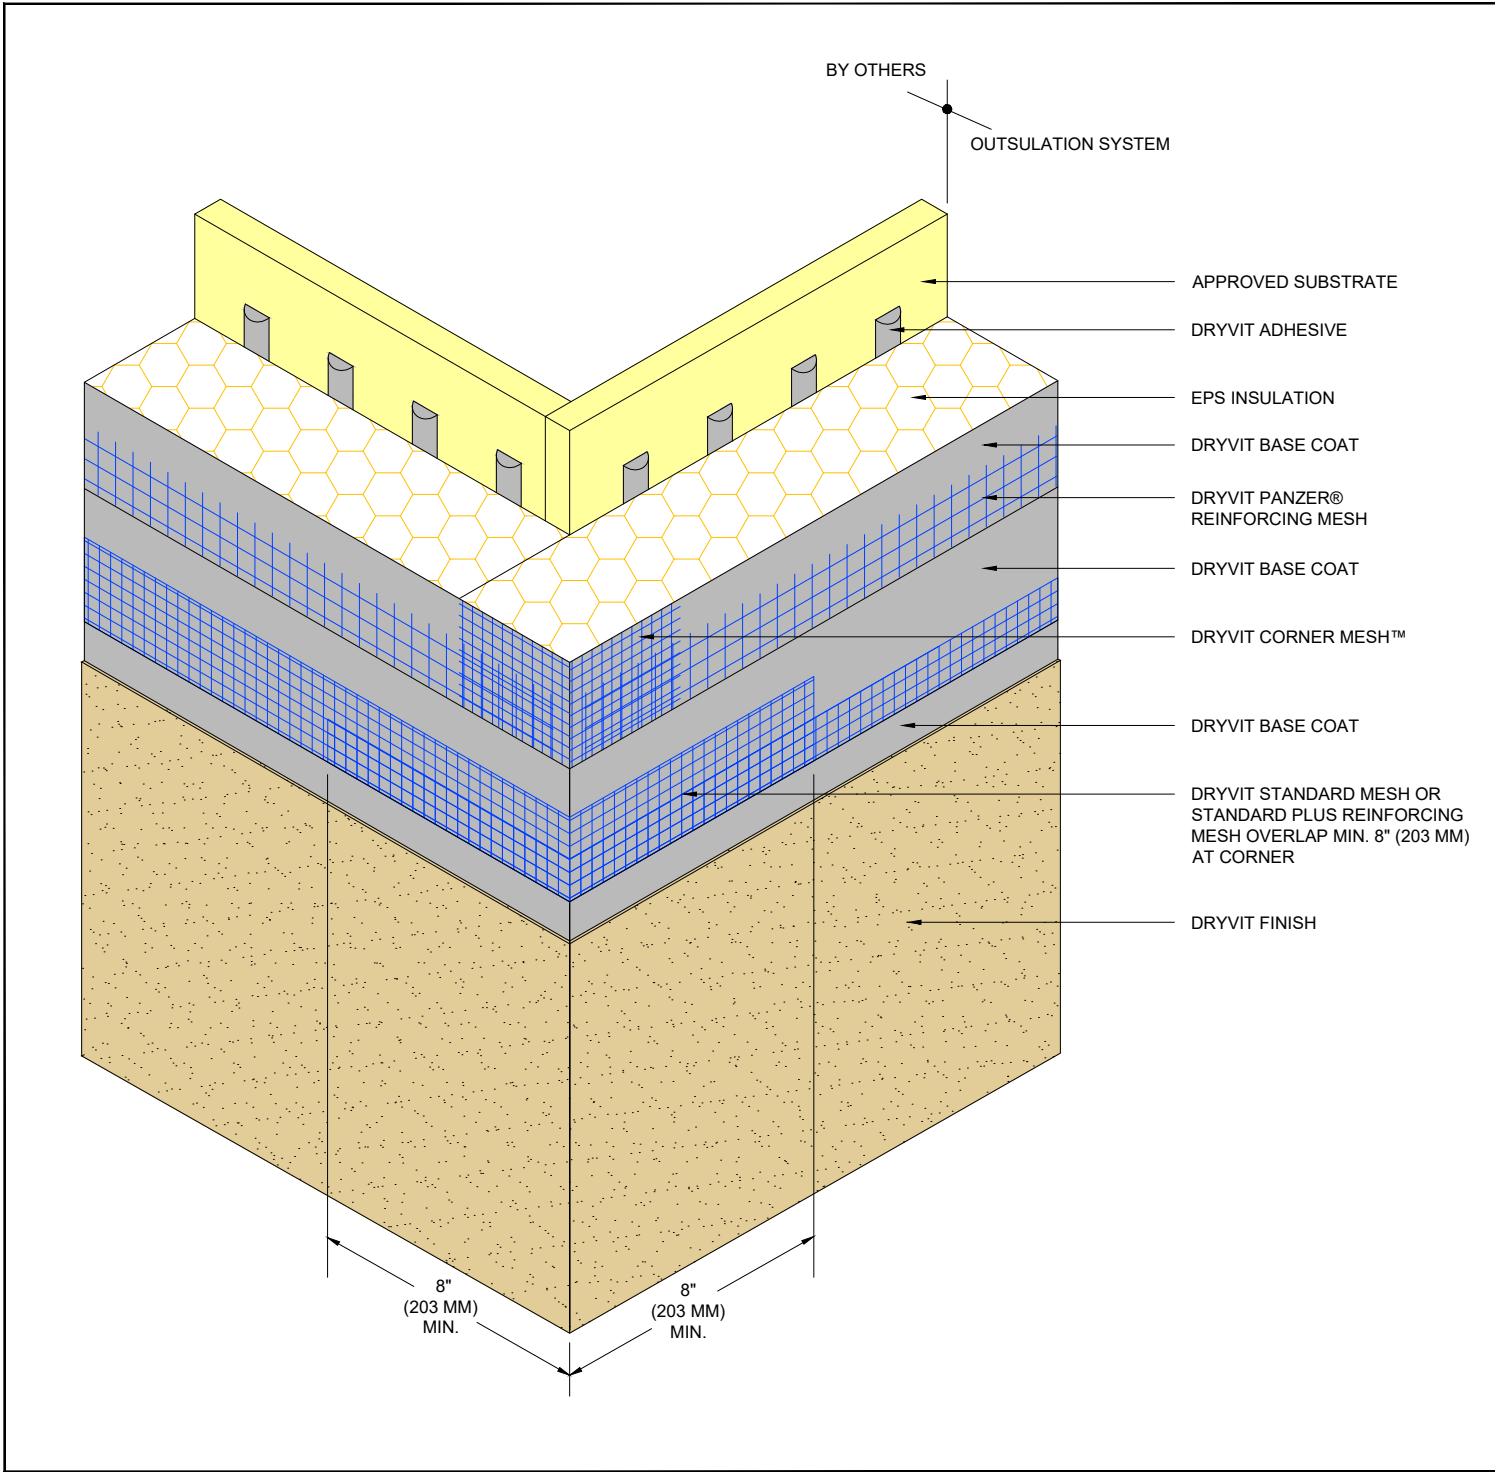 BY OTHERS
OUTSULATION SYSTEM
APPROVED SUBSTRATE
DRYVIT ADHESIVE
EPS INSULATION
DRYVIT BASE COAT
DRYVIT PANZER®
REINFORCING MESH
DRYVIT BASE COAT
DRYVIT CORNER MESH™
DRYVIT BASE COAT
DRYVIT STANDARD MESH OR
STANDARD PLUS REINFORCING
MESH OVERLAP MIN. 8" (203 MM)
AT CORNER
DRYVIT FINISH
8"
(203 MM)
MIN.
8"
(203 MM)
MIN.